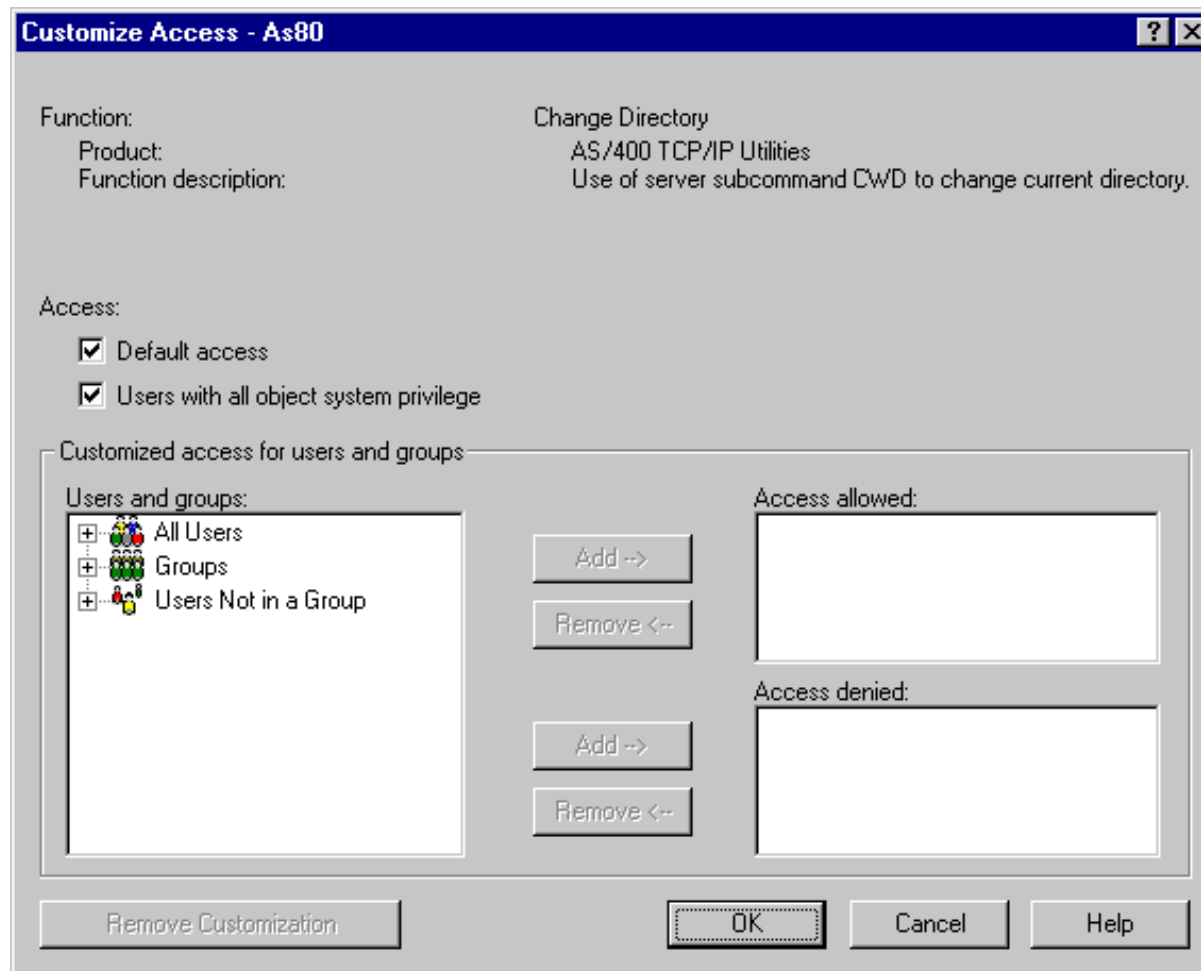 Customize Access - As80
Function: Change Directory
Product: AS/400 TCP/IP Utilities
Function description: Use of server subcommand CWD to change current directory.
Access:
Default access
Users with all object system privilege
Customized access for users and groups
Users and groups:
All Users
Groups
Users Not in a Group
Add -->
Remove <--
Access allowed:
Add -->
Remove <--
Access denied:
Remove Customization
OK
Cancel
Help